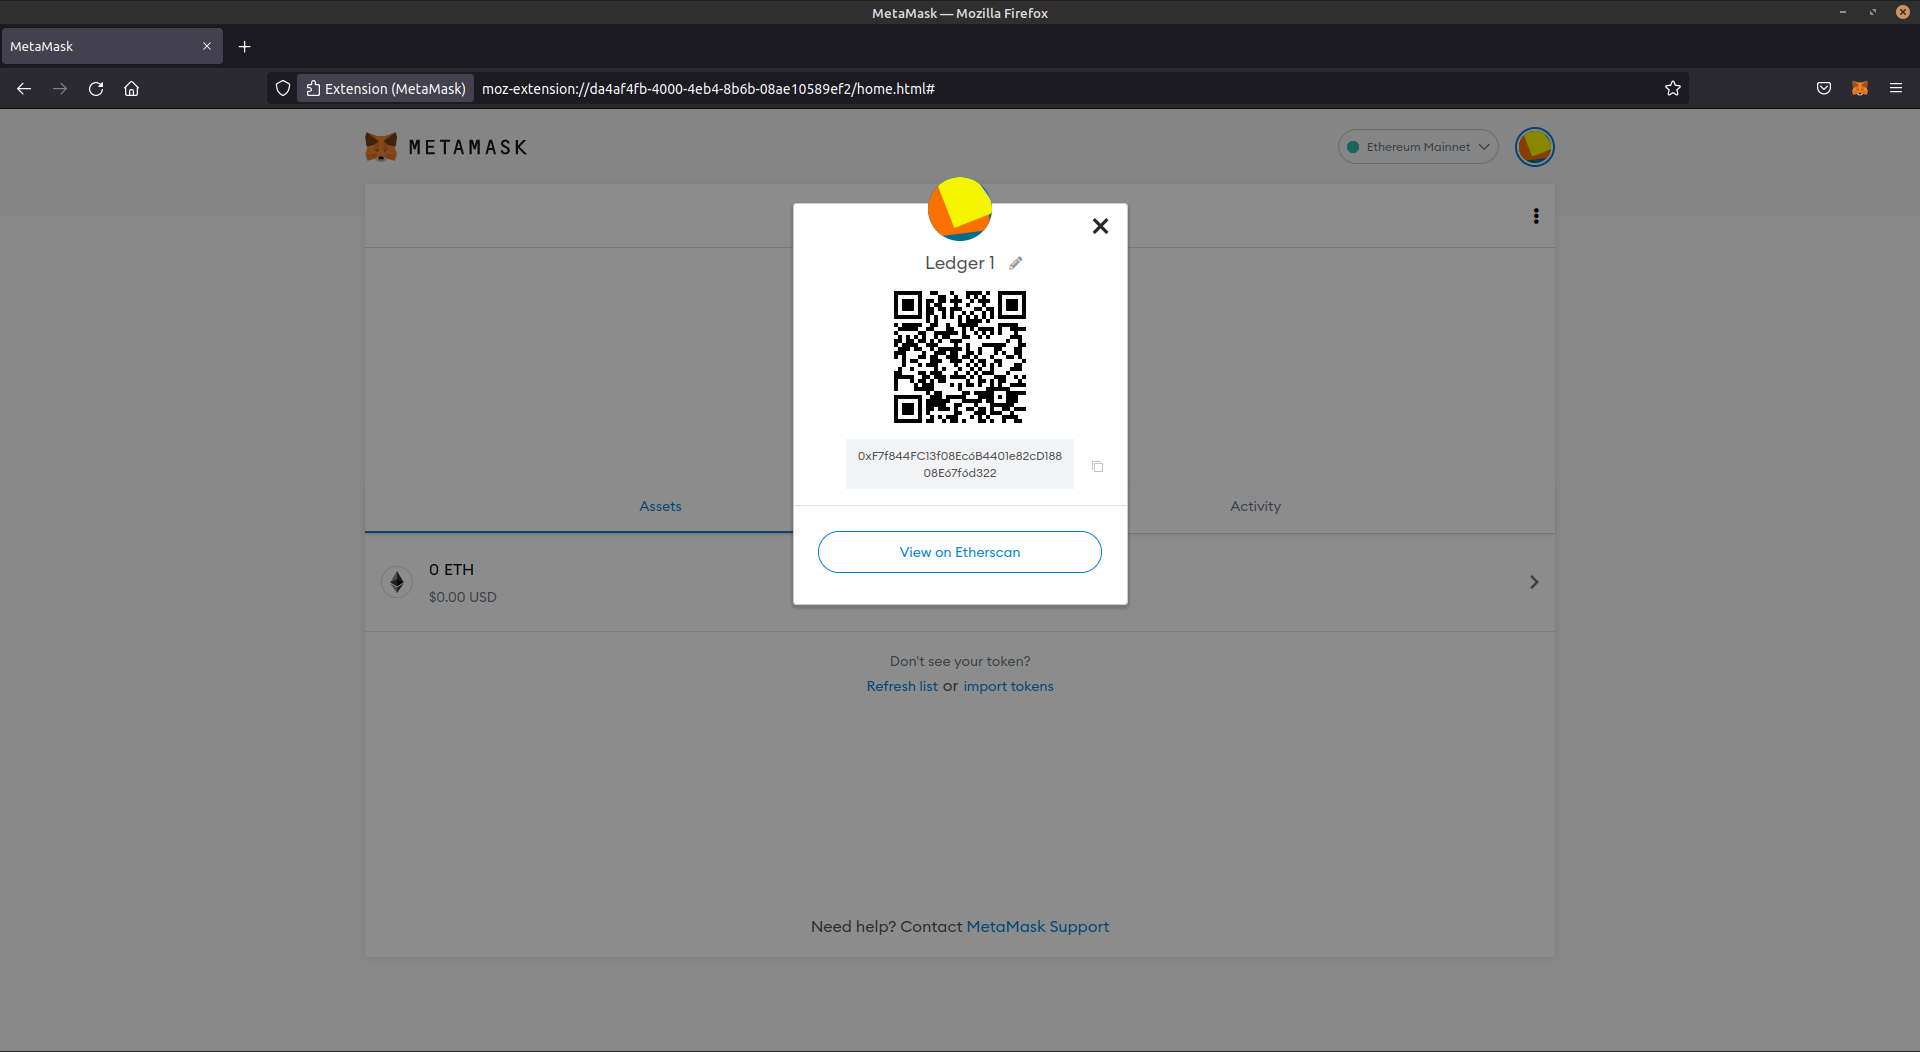 MetaMask — Mozilla Firefox
MetaMask
Extension (MetaMask) moz-extension://da4af4fb-4000-4eb4-8b6b-08ae10589ef2/home.html#
METAMASK
Ethereum Mainnet
Ledger 1
0xF7f844FC13f08Ec6B4401e82cD188
08E67f6d322
Assets
Activity
View on Etherscan
0 ETH
$0.00 USD
Don't see your token?
Refresh list or import tokens
Need help? Contact MetaMask Support